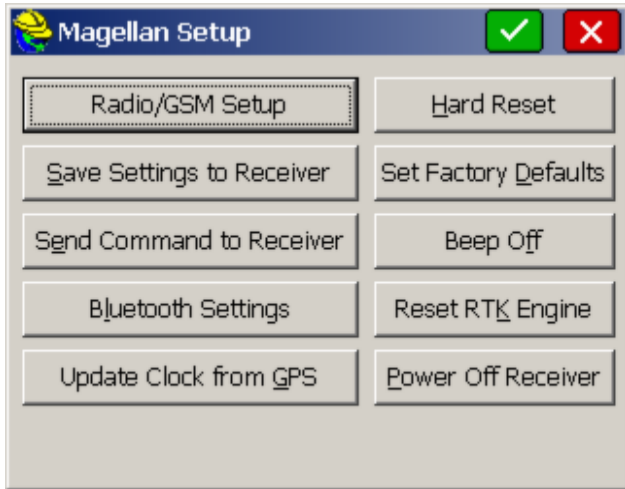 Magellan Setup
Radio/GSM Setup
Hard Reset
Save Settings to Receiver
Set Factory Defaults
Send Command to Receiver
Beep Off
Bluetooth Settings
Reset RTK Engine
Update Clock from GPS
Power Off Receiver